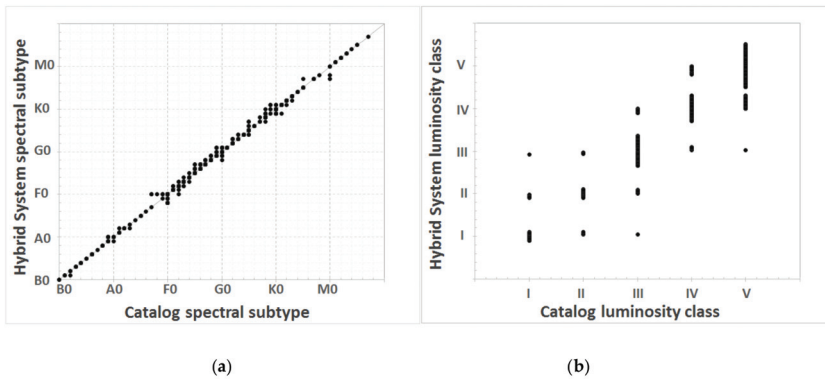 Hybrid System spectral subtype
M0
K0
G0
F0
A0
B0
B0 A0 F0 G0 K0 M0
Catalog spectral subtype
(a)
Hybrid System luminosity class
V
IV
III
II
I
I II III IV V
Catalog luminosity class
(b)